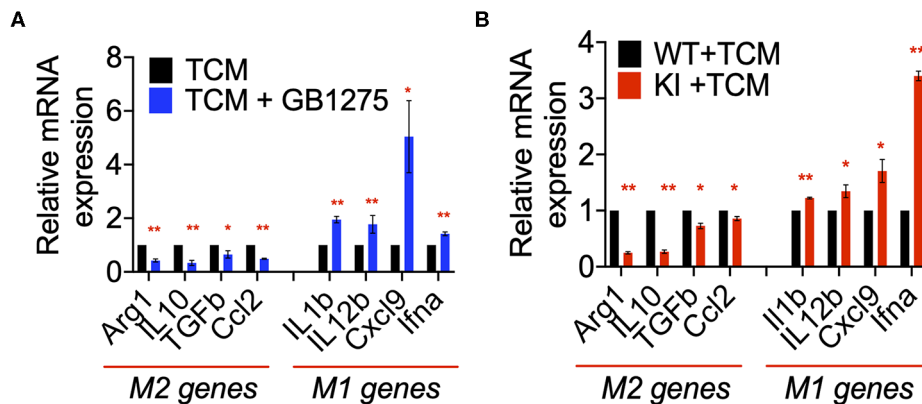 A
Relative mRNA
expression
8
6
4
2
0
TCM
TCM + GB1275
**
**
*
**
**
**
*
**
Arg1
IL10
TGFb
Ccl2
IL1b
IL12b
Cxcl9
Ifna
M2 genes
M1 genes
B
Relative mRNA
expression
4
3
2
1
0
WT+TCM
KI +TCM
**
**
*
*
**
*
*
**
Arg1
IL10
TGFb
Ccl2
Il1b
IL12b
Cxcl9
Ifna
M2 genes
M1 genes